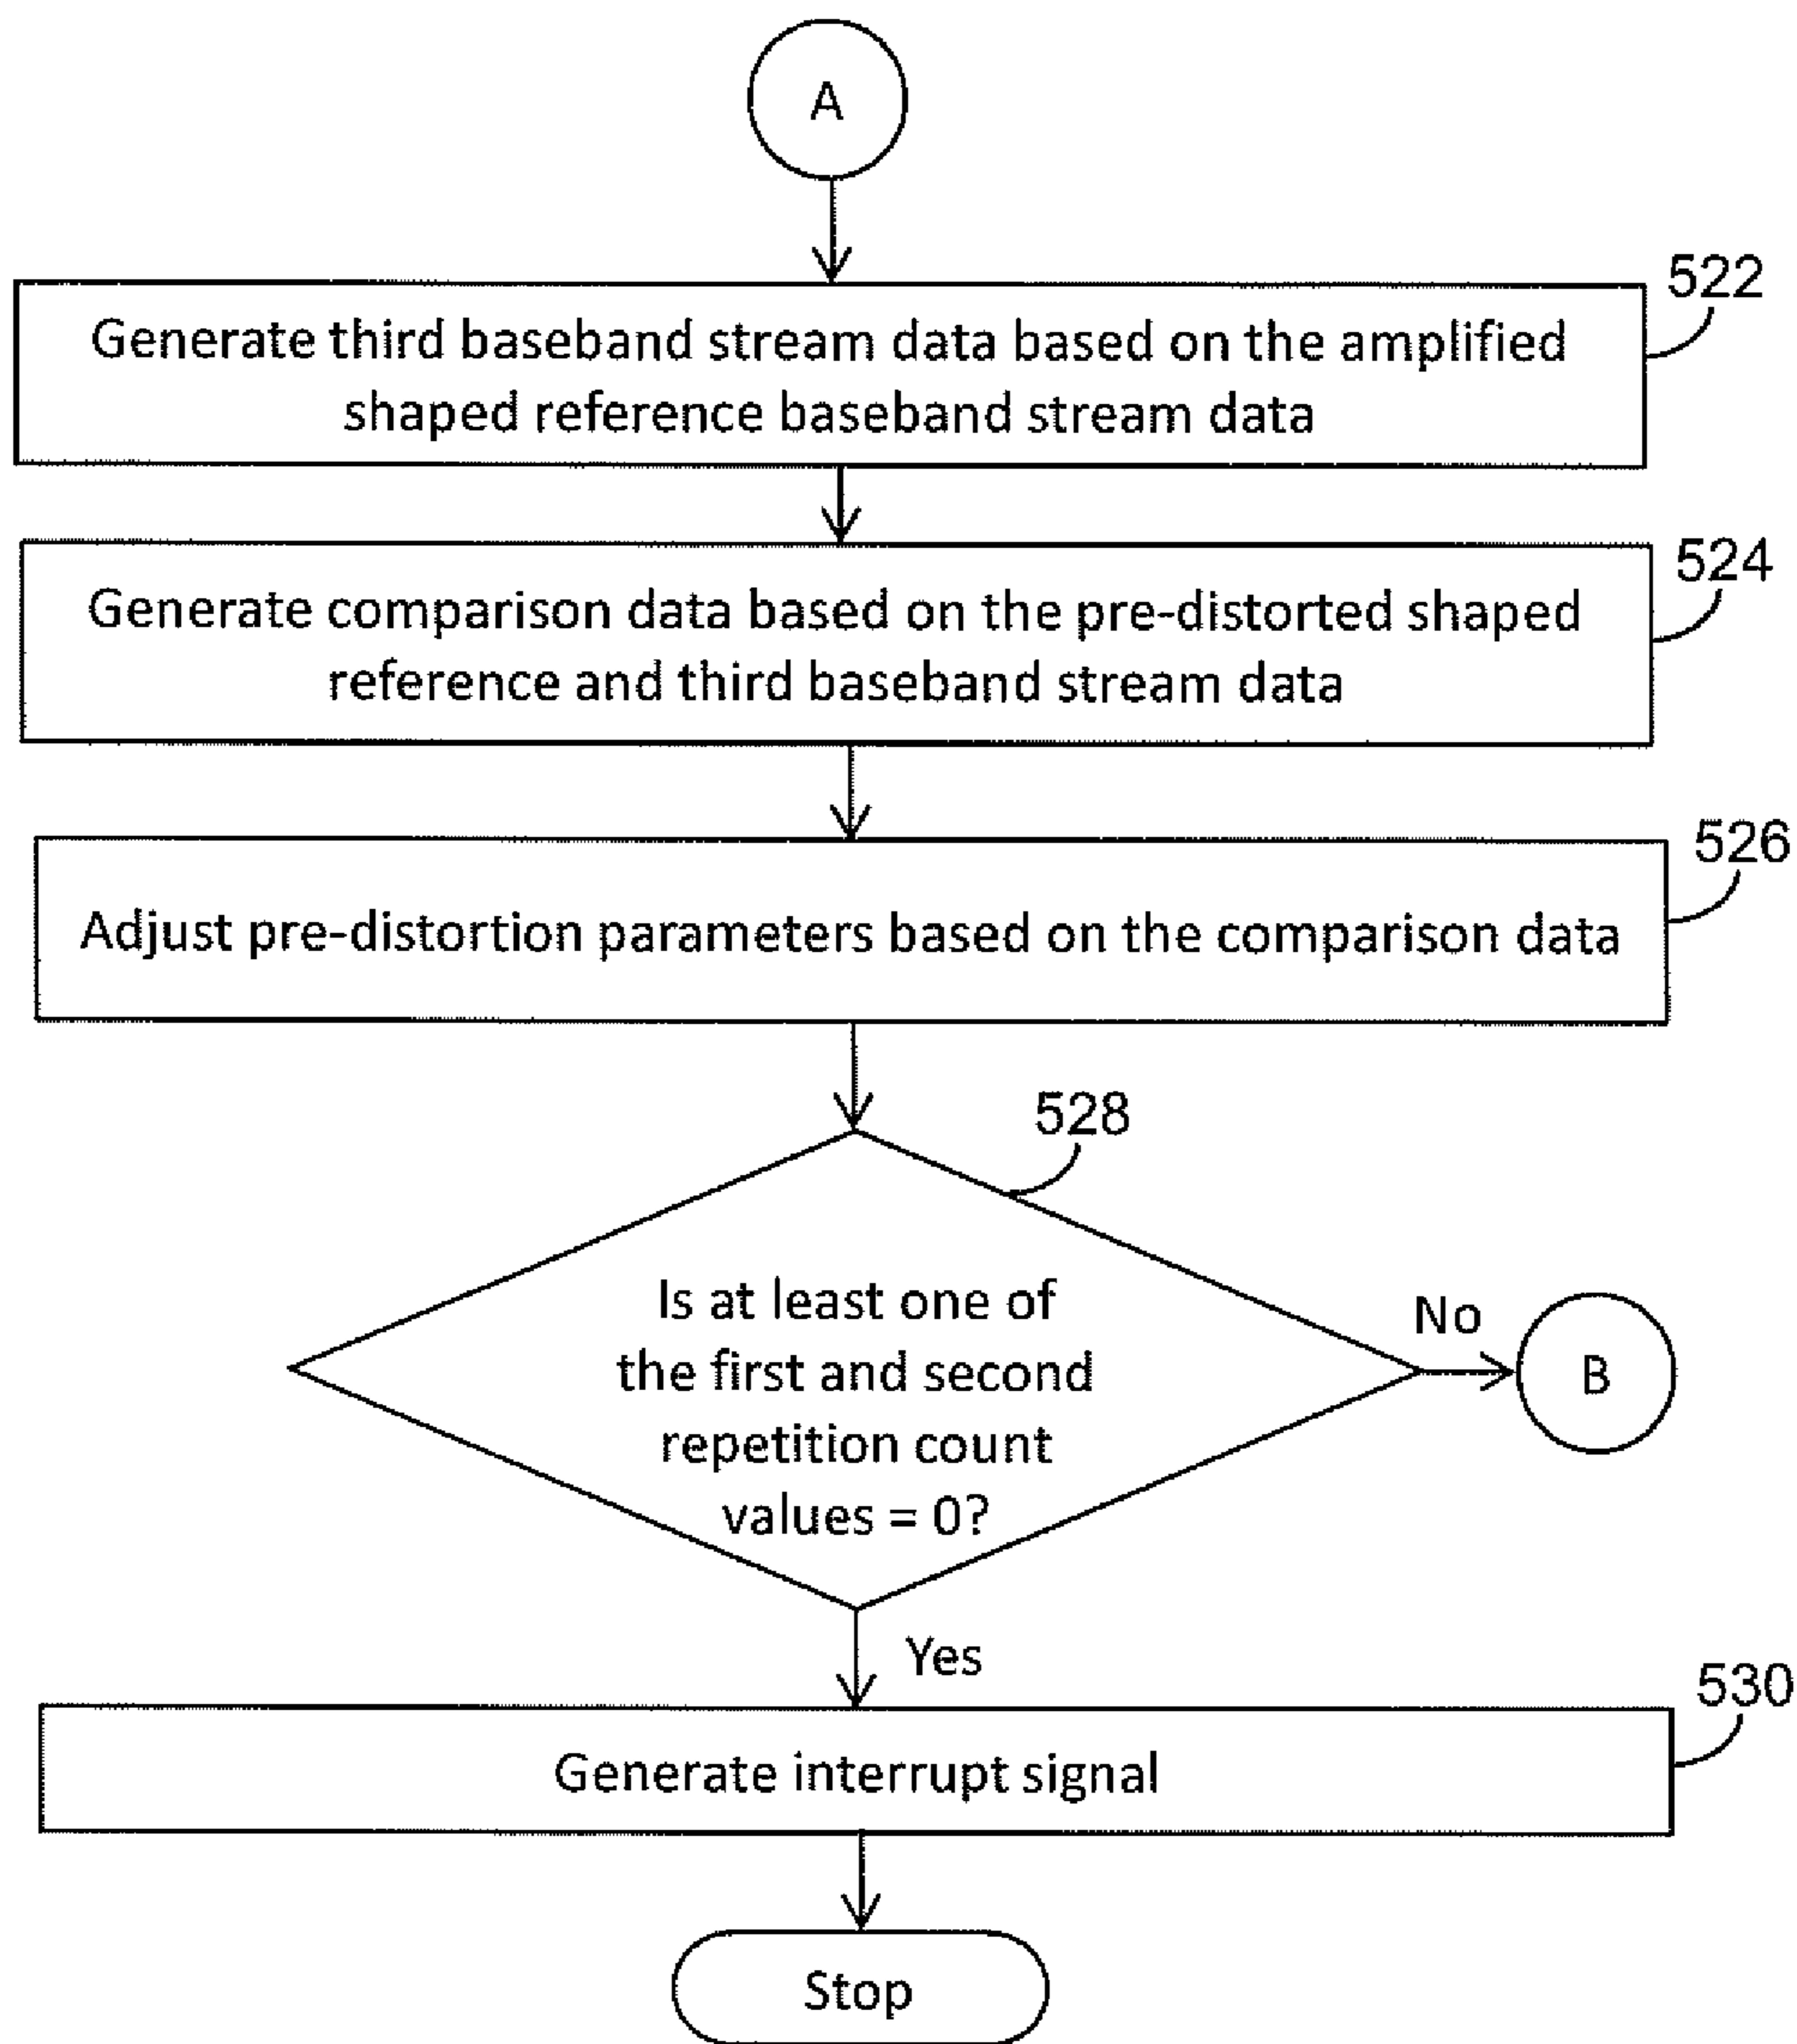 A
522
Generate third baseband stream data based on the amplified
shaped reference baseband stream data
524
Generate comparison data based on the pre-distorted shaped
reference and third baseband stream data
526
Adjust pre-distortion parameters based on the comparison data
528
Is at least one of
the first and second
repetition count
values = 0?
No
B
Yes
530
Generate interrupt signal
Stop